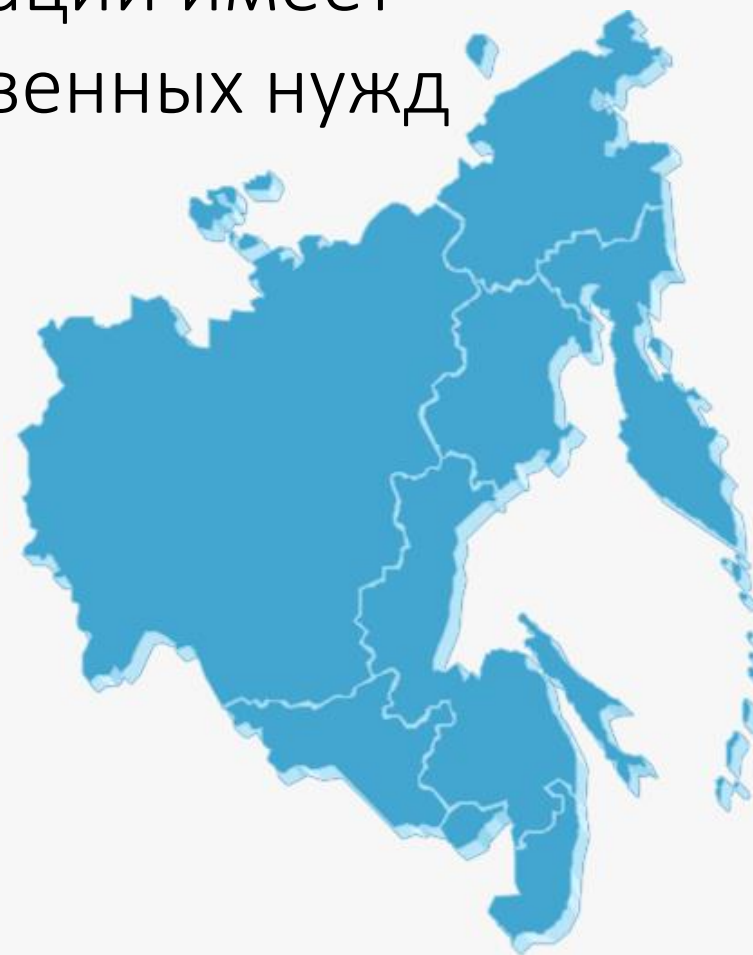 ации имеет
венных нужд